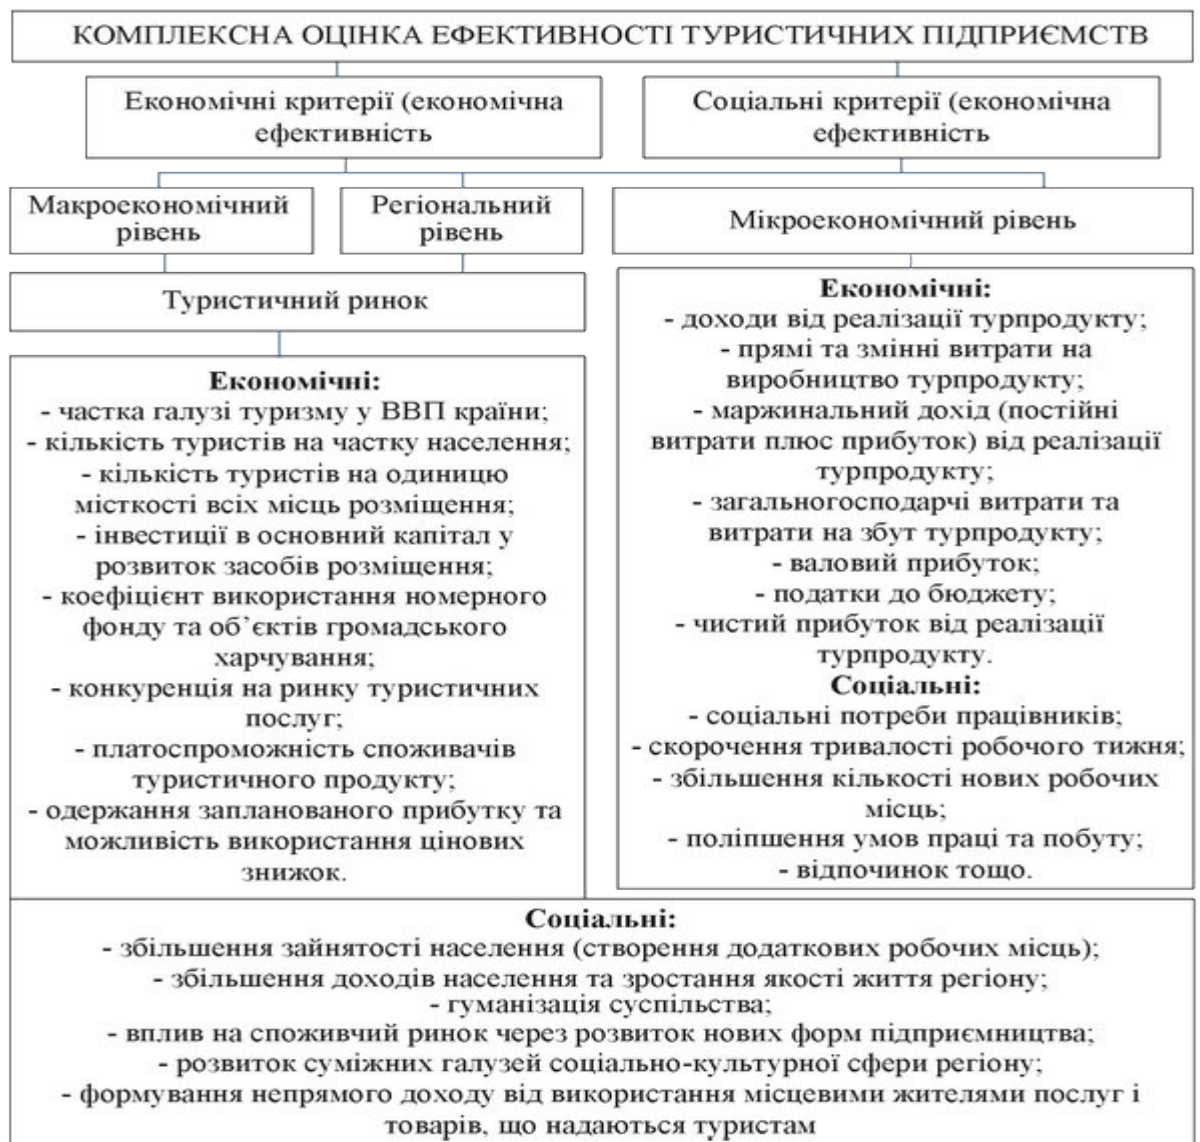 КОМПЛЕКСНА ОЦІНКА ЕФЕКТИВНОСТІ ТУРИСТИЧНИХ ПІДПРИЄМСТВ
Економічні критерії (економічна
ефективність
Соціальні критерії (економічна
ефективність
Макроекономічний
рівень
Регіональний
рівень
Мікроекономічний рівень
Туристичний ринок
Економічні:
- частка галузі туризму у ВВП країни;
- кількість туристів на частку населення;
- кількість туристів на одиницю
місткості всіх місць розміщення;
- інвестиції в основний капітал у
розвиток засобів розміщення;
- коефіцієнт використання номерного
фонду та об’єктів громадського
харчування;
- конкуренція на ринку туристичних
послуг;
- платоспроможність споживачів
туристичного продукту;
- одержання запланованого прибутку та
можливість використання цінових
знижок.
Економічні:
- доходи від реалізації турпродукту;
- прямі та змінні витрати на
виробництво турпродукту;
- маржинальний дохід (постійні
витрати плюс прибуток) від реалізації
турпродукту;
- загальногосподарчі витрати та
витрати на збут турпродукту;
- валовий прибуток;
- податки до бюджету;
- чистий прибуток від реалізації
турпродукту.
Соціальні:
- соціальні потреби працівників;
- скорочення тривалості робочого тижня;
- збільшення кількості нових робочих
місць;
- поліпшення умов праці та побуту;
- відпочинок тощо.
Соціальні:
- збільшення зайнятості населення (створення додаткових робочих місць);
- збільшення доходів населення та зростання якості життя регіону;
- гуманізація суспільства;
- вплив на споживчий ринок через розвиток нових форм підприємництва;
- розвиток суміжних галузей соціально-культурної сфери регіону;
- формування непрямого доходу від використання місцевими жителями послуг і
товарів, що надаються туристам